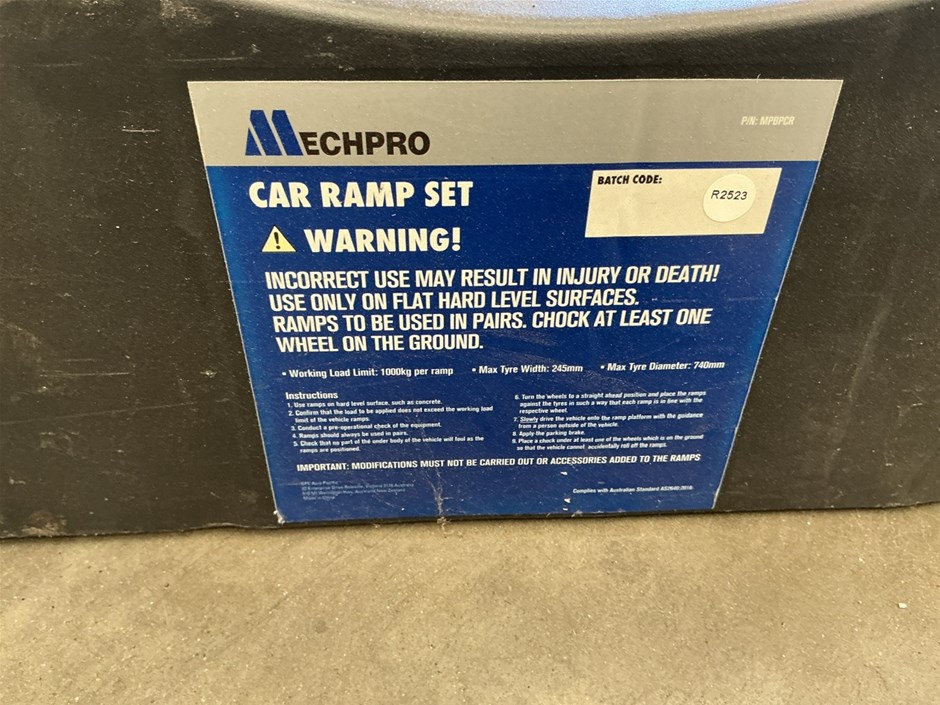 MECHPRO
P/N: MPBPCR
CAR RAMP SET
BATCH CODE:
R2523
WARNING!
INCORRECT USE MAY RESULT IN INJURY OR DEATH!
USE ONLY ON FLAT HARD LEVEL SURFACES.
RAMPS TO BE USED IN PAIRS. CHOCK AT LEAST ONE
WHEEL ON THE GROUND.
▪ Working Load Limit: 1000kg per ramp ▪ Max Tyre Width: 245mm ▪ Max Tyre Diameter: 740mm
Instructions
1. Use ramps on hard level surface, such as concrete.
2. Confirm that the load to be applied does not exceed the working load
limit of the vehicle ramps.
3. Conduct a pre-operational check of the equipment.
4. Ramps should always be used in pairs.
5. Check that no part of the under body of the vehicle will foul as the
ramps are positioned.
6. Turn the wheels to a straight ahead position and place the ramps
against the tyres in such a way that each ramp is in line with the
respective wheel.
7. Slowly drive the vehicle onto the ramp platform with the guidance
from a person outside of the vehicle.
8. Apply the parking brake.
9. Place a chock under at least one of the wheels which is on the ground
so that the vehicle cannot accidentally roll off the ramps.
IMPORTANT: MODIFICATIONS MUST NOT BE CARRIED OUT OR ACCESSORIES ADDED TO THE RAMPS
GPC Asia Pacific
Made in China
Complies with Australian Standard AS2640:2016.